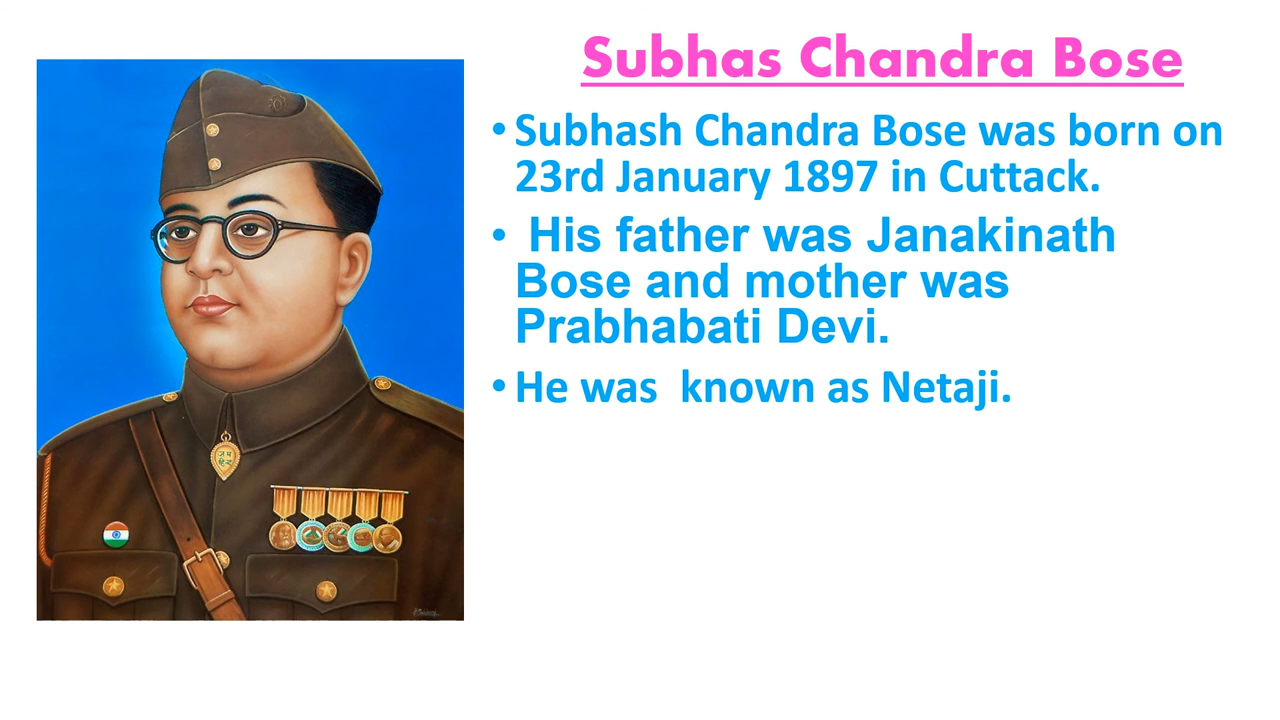 Subhas Chandra Bose
• Subhash Chandra Bose was born on
23rd January 1897 in Cuttack.
• His father was Janakinath
Bose and mother was
Prabhabati Devi.
• He was  known as Netaji.
जय
हिन्द